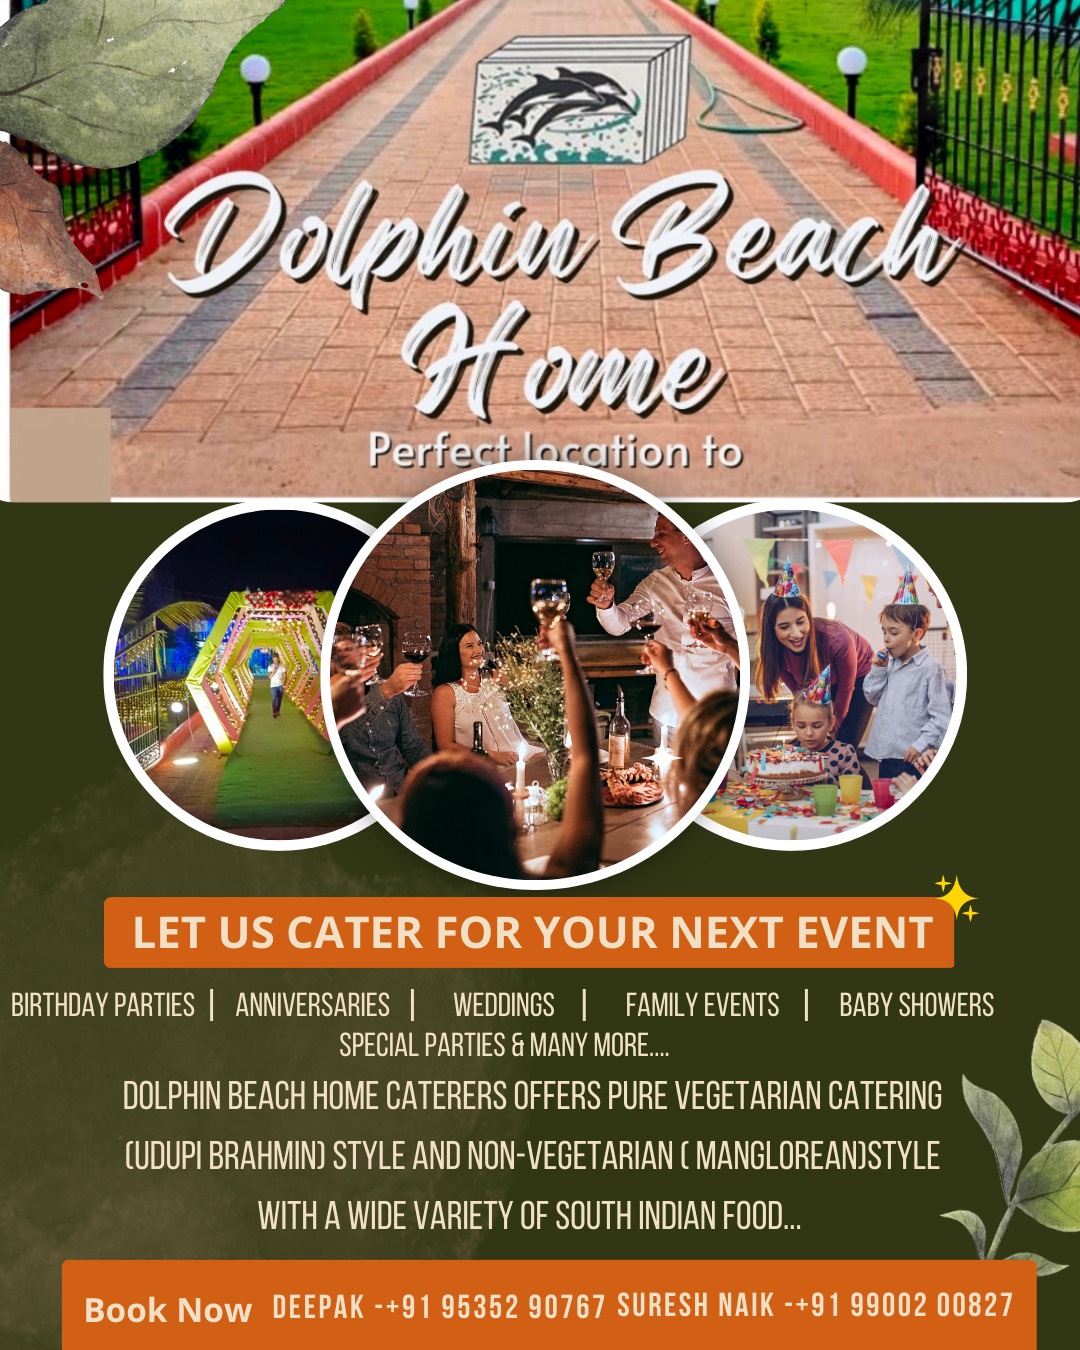 Dolphin Beach
Home
Perfect location to
LET US CATER FOR YOUR NEXT EVENT
BIRTHDAY PARTIES | ANNIVERSARIES | WEDDINGS | FAMILY EVENTS | BABY SHOWERS
SPECIAL PARTIES & MANY MORE....
DOLPHIN BEACH HOME CATERERS OFFERS PURE VEGETARIAN CATERING
(UDUPI BRAHMIN) STYLE AND NON-VEGETARIAN ( MANGLOREAN)STYLE
WITH A WIDE VARIETY OF SOUTH INDIAN FOOD...
Book Now DEEPAK -+91 95352 90767 SURESH NAIK -+91 99002 00827